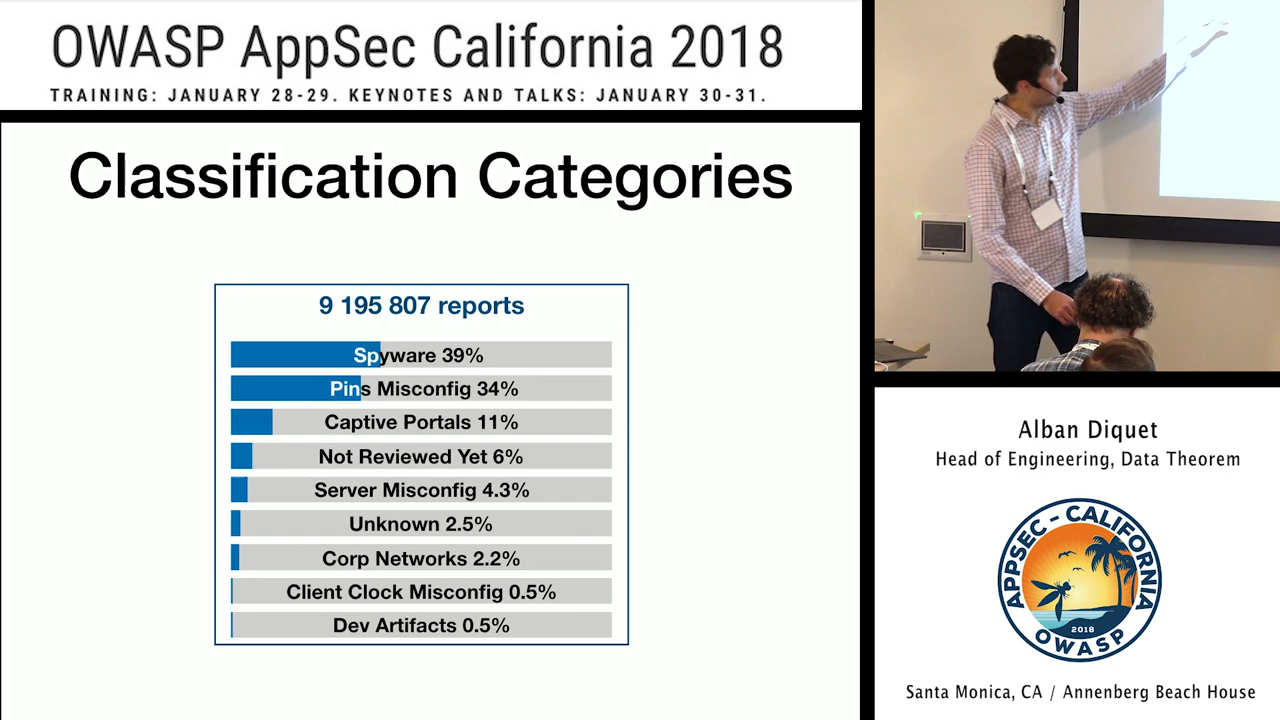 OWASP AppSec California 2018
TRAINING: JANUARY 28-29. KEYNOTES AND TALKS: JANUARY 30-31.
Classification Categories
9 195 807 reports
Spyware 39%
Pins Misconfig 34%
Captive Portals 11%
Not Reviewed Yet 6%
Server Misconfig 4.3%
Unknown 2.5%
Corp Networks 2.2%
Client Clock Misconfig 0.5%
Dev Artifacts 0.5%
Alban Diquet
Head of Engineering, Data Theorem
APPSEC - CALIFORNIA
2018
OWASP
Santa Monica, CA / Annenberg Beach House